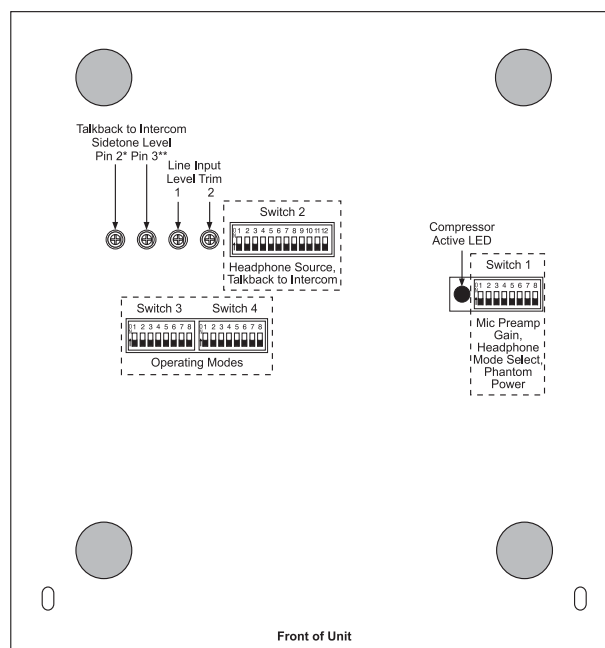 Talkback to Intercom
Sidetone Level
Pin 2* Pin 3**
Line Input
Level Trim
1 2
Switch 2
1 2 3 4 5 6 7 8 9 10 11 12
Headphone Source,
Talkback to Intercom
Compressor
Active LED
Switch 1
1 2 3 4 5 6 7 8
Mic Preamp
Gain,
Headphone
Mode Select,
Phantom
Power
Switch 3 Switch 4
1 2 3 4 5 6 7 8 1 2 3 4 5 6 7 8
Operating Modes
Front of Unit